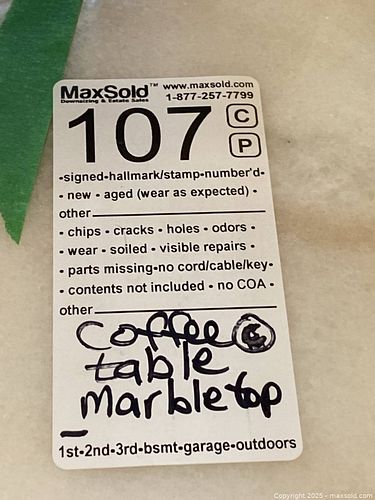 MaxSold™ www.maxsold.com
Downsizing & Estate Sales 1-877-257-7799
107 C
P
•signed•hallmark/stamp•number'd•
• new • aged (wear as expected) •
other
• chips • cracks • holes • odors •
• wear • soiled • visible repairs •
• parts missing•no cord/cable/key•
• contents not included • no COA •
other
coffee C
table
marble top
1st•2nd•3rd•bsmt•garage•outdoors
Copyright 2025 - maxsold.com